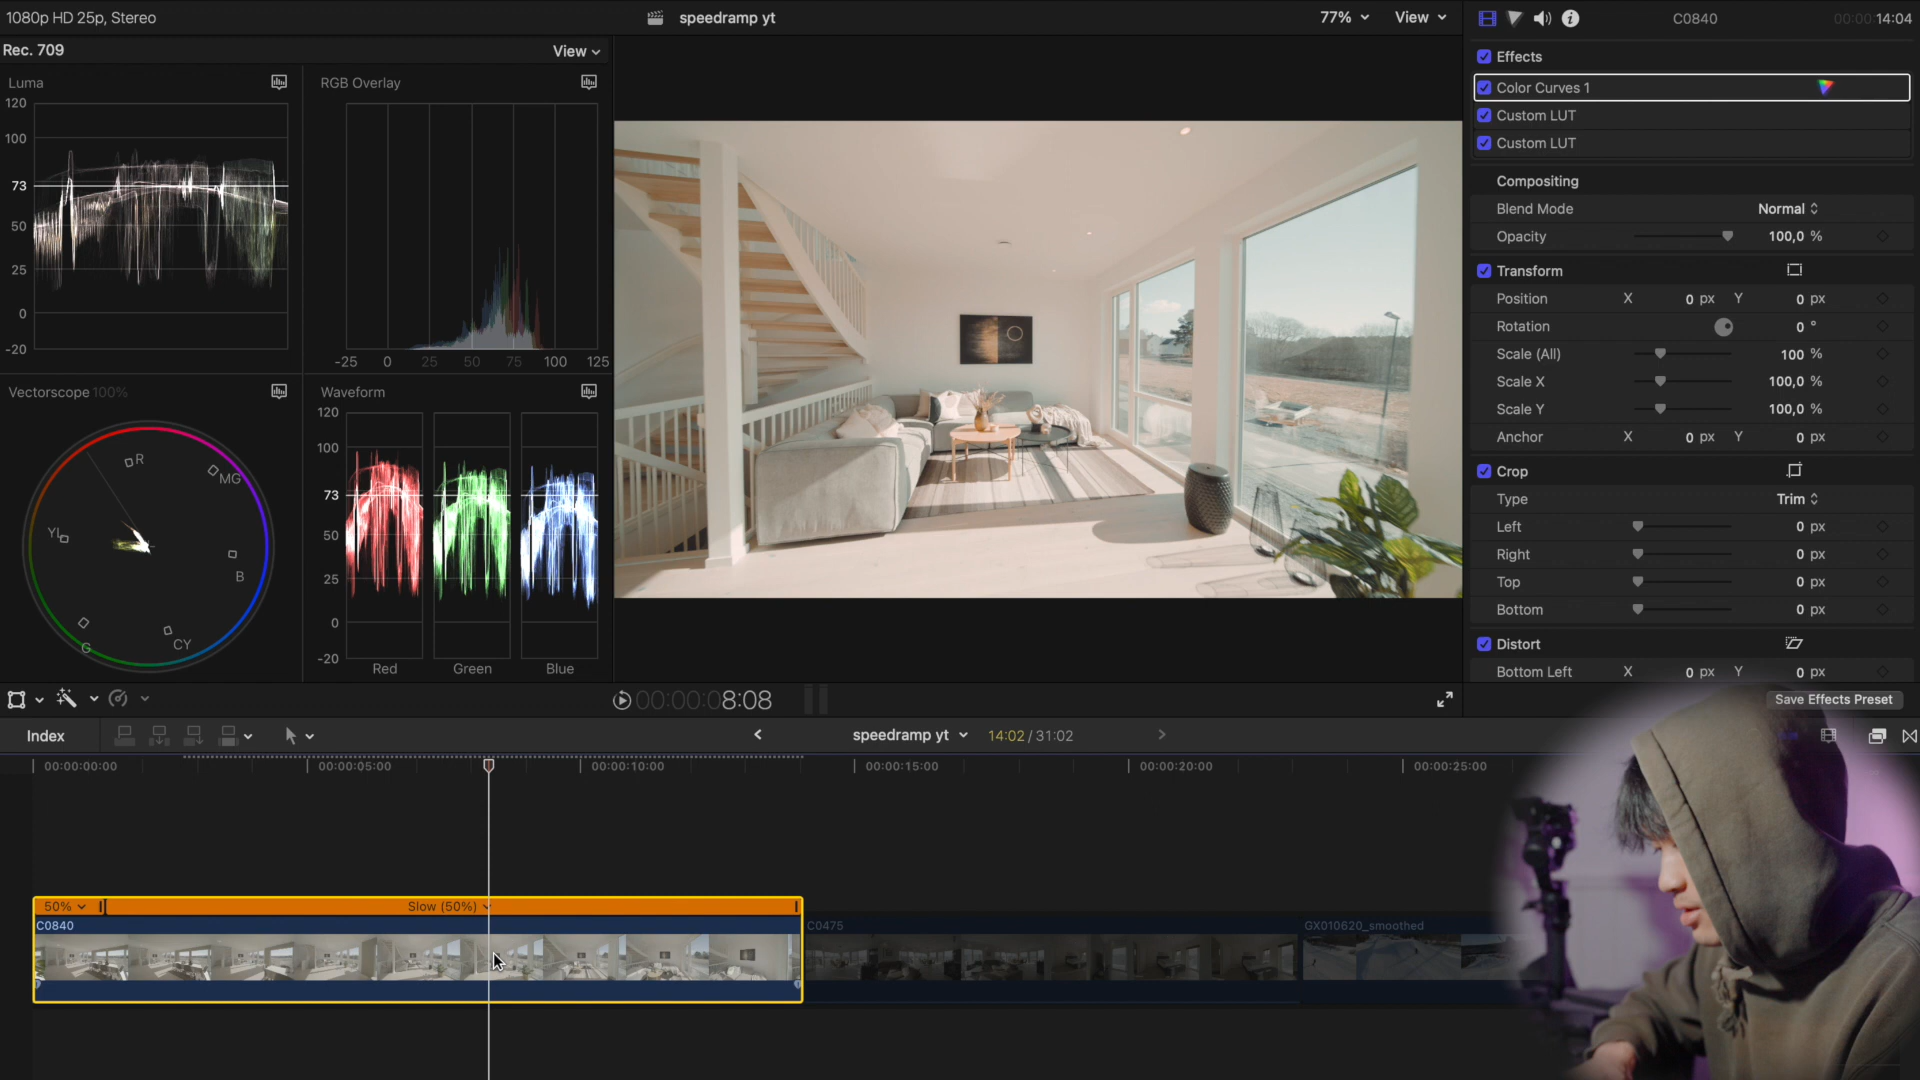 1080p HD 25p, Stereo
speedramp yt
77%
View
C0840
00:00:14:04
Rec. 709
View
Luma
120
100
73
50
25
0
-20
RGB Overlay
-25 0 25 50 75 100 125
Vectorscope 100%
R
MG
YL
B
G
CY
Waveform
120
100
73
50
25
0
-20
Red
Green
Blue
Effects
Color Curves 1
Custom LUT
Custom LUT
Compositing
Blend Mode Normal
Opacity 100,0 %
Transform
Position X 0 px Y 0 px
Rotation 0 °
Scale (All) 100 %
Scale X 100,0 %
Scale Y 100,0 %
Anchor X 0 px Y 0 px
Crop
Type Trim
Left 0 px
Right 0 px
Top 0 px
Bottom 0 px
Distort
Bottom Left X 0 px Y 0 px
00:00:08:08
Save Effects Preset
Index
speedramp yt
14:02 / 31:02
00:00:00:00
00:00:05:00
00:00:10:00
00:00:15:00
00:00:20:00
00:00:25:00
50%
Slow (50%)
C0840
C0475
GX010620_smoothed